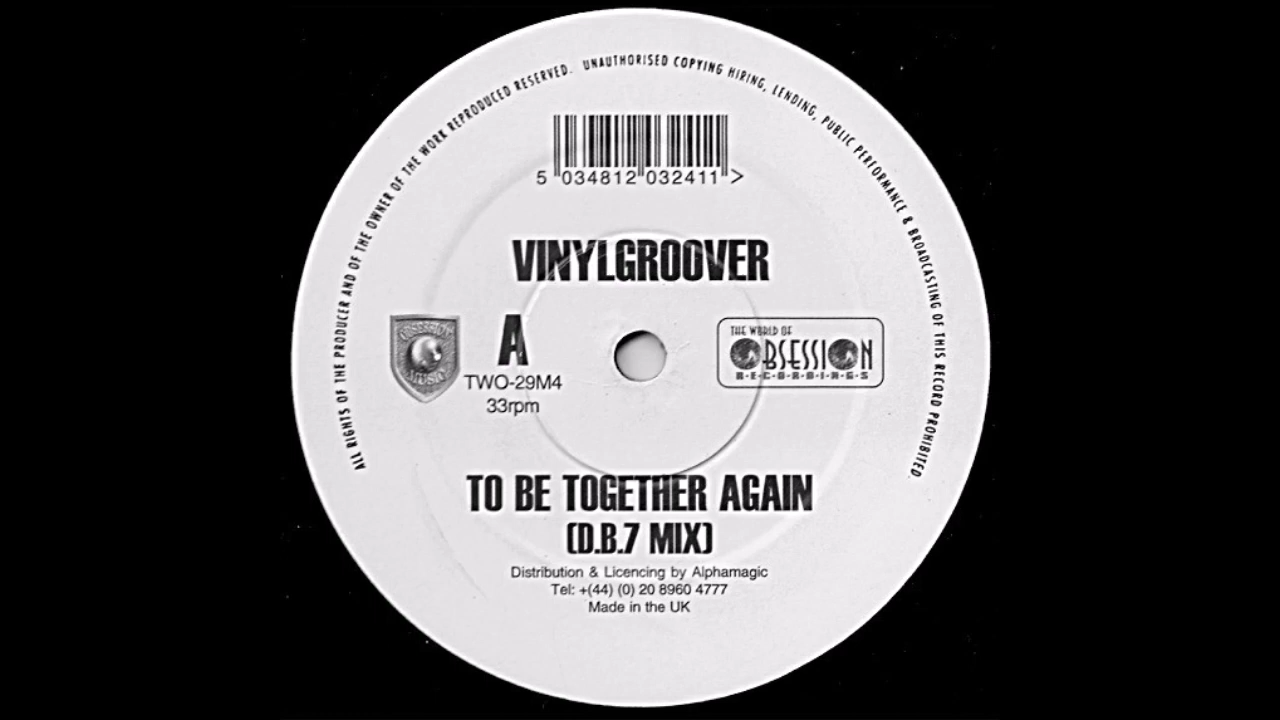 ALL RIGHTS OF THE PRODUCER AND OF THE OWNER OF THE WORK REPRODUCED RESERVED. UNAUTHORISED COPYING HIRING, LENDING, PUBLIC PERFORMANCE & BROADCASTING OF THIS RECORD PROHIBITED.
5 034812 032411 >
VINYLGROOVER
OBSESSION
MUSIC
A
TWO-29M4
33rpm
THE WORLD OF
OBSESSION
RECORDINGS
TO BE TOGETHER AGAIN
(D.B.7 MIX)
Distribution & Licencing by Alphamagic
Tel: +(44) (0) 20 8960 4777
Made in the UK